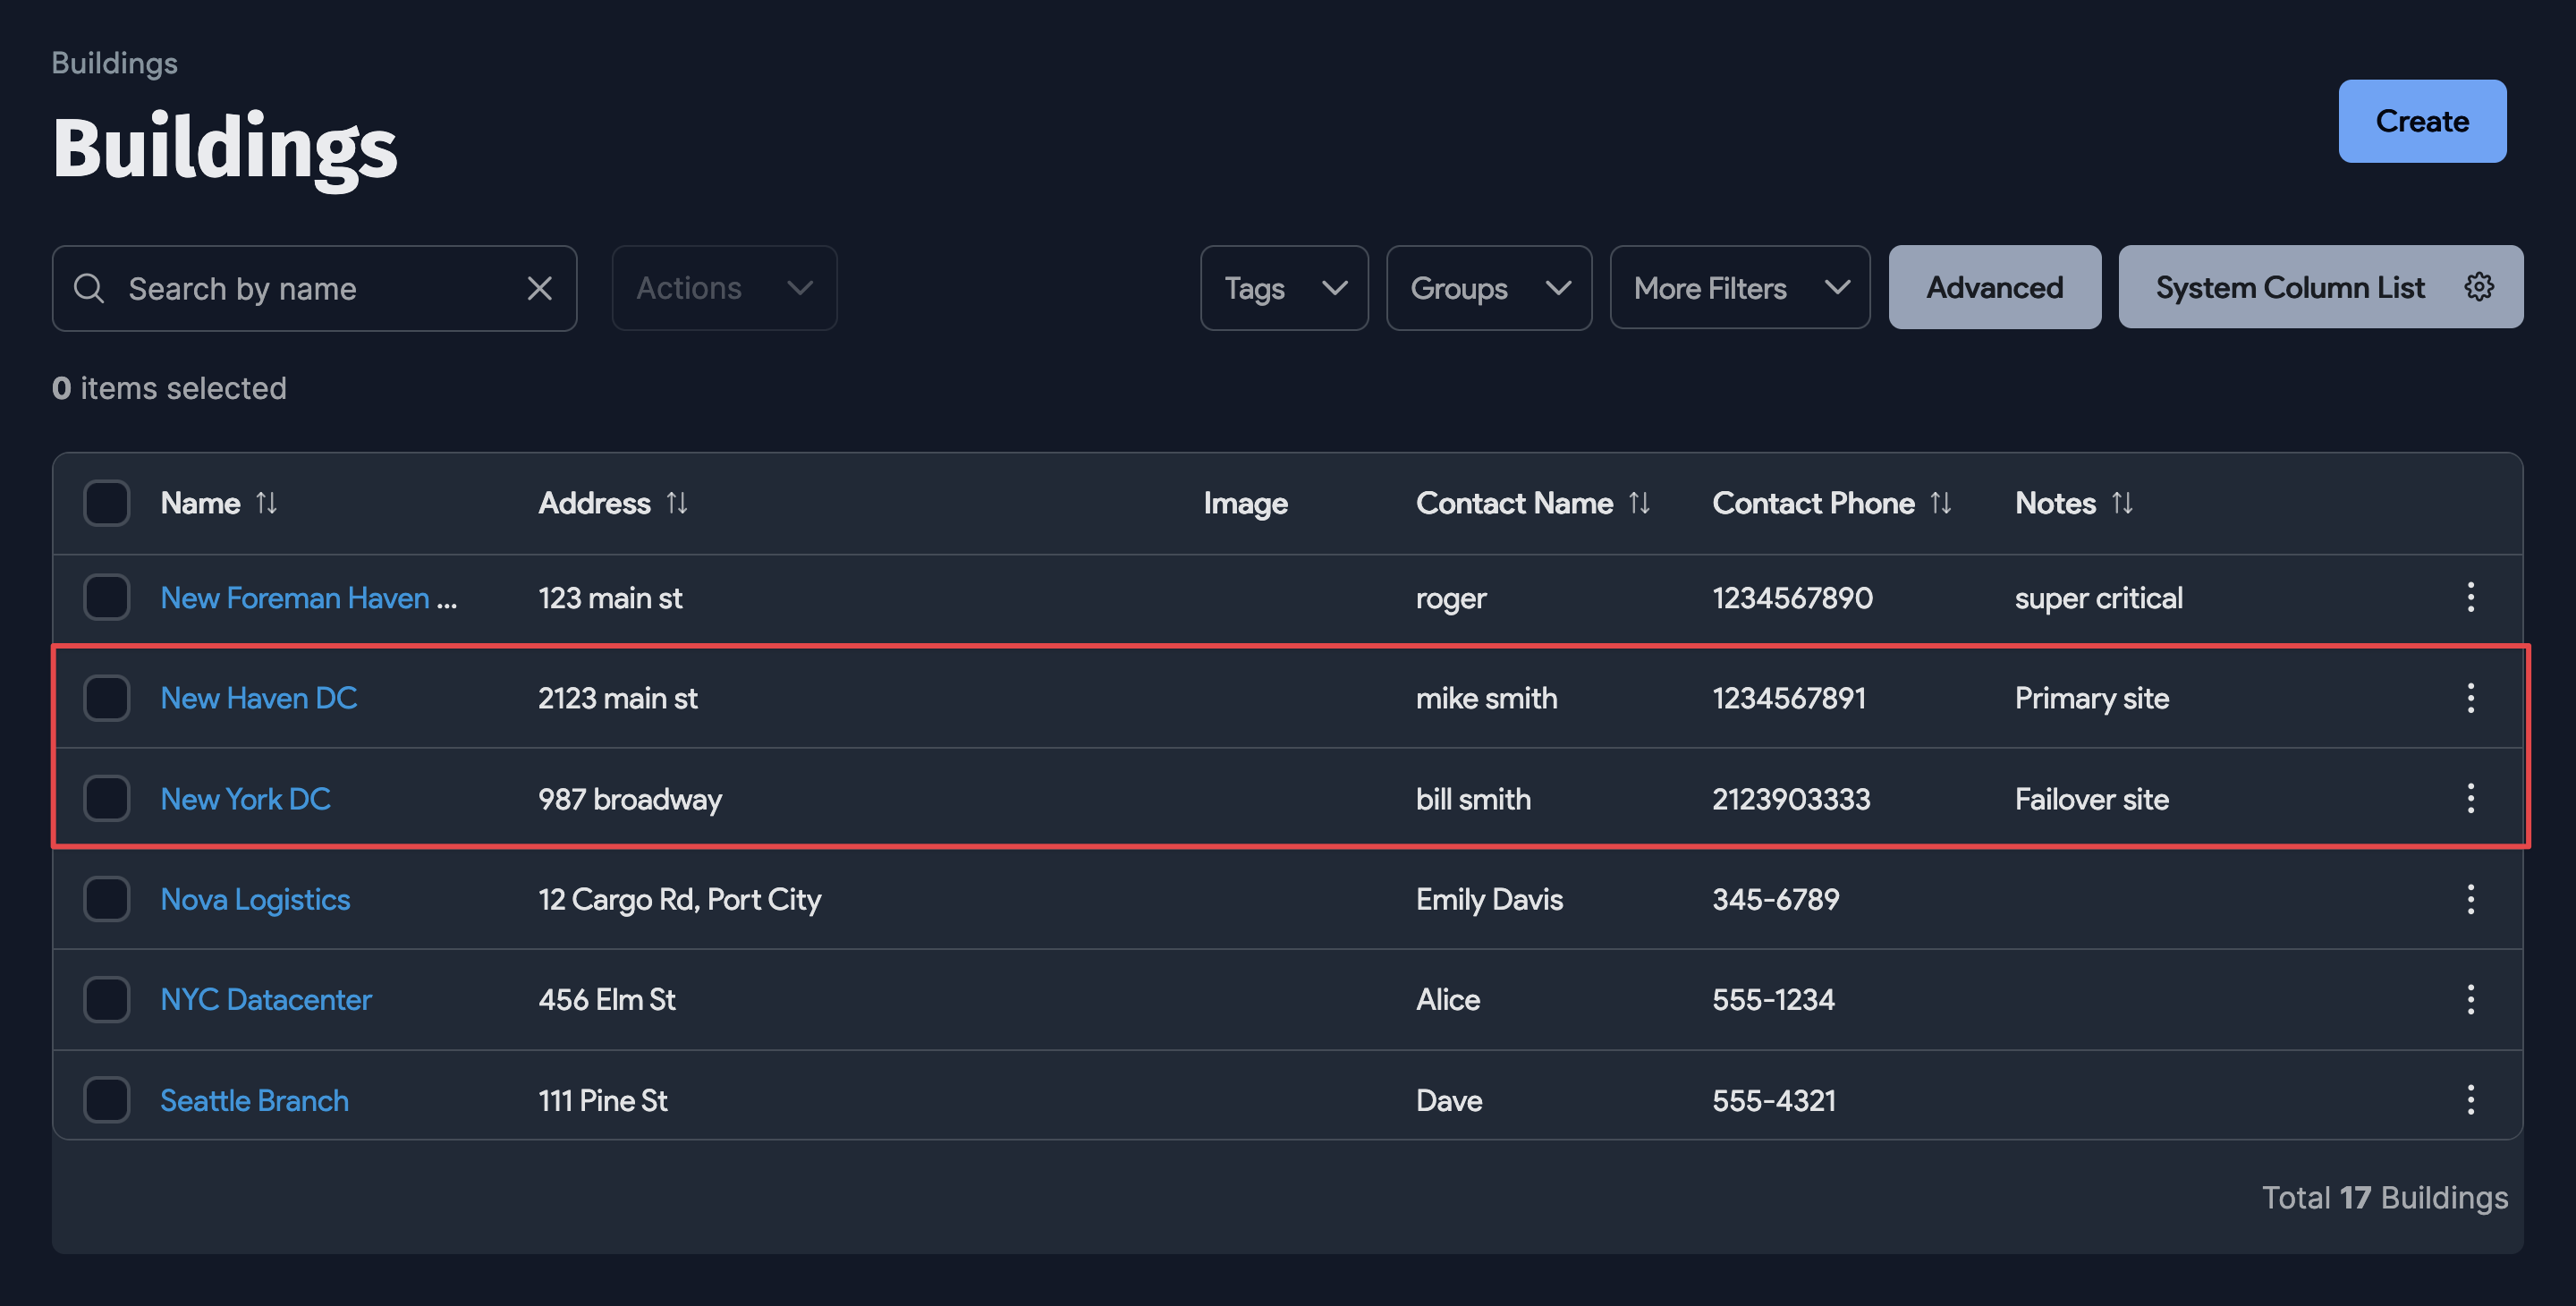 Buildings
Buildings
Create
Search by name
Actions
Tags
Groups
More Filters
Advanced
System Column List
0 items selected
Name Address Image Contact Name Contact Phone Notes
New Foreman Haven ... 123 main st roger 1234567890 super critical
New Haven DC 2123 main st mike smith 1234567891 Primary site
New York DC 987 broadway bill smith 2123903333 Failover site
Nova Logistics 12 Cargo Rd, Port City Emily Davis 345-6789
NYC Datacenter 456 Elm St Alice 555-1234
Seattle Branch 111 Pine St Dave 555-4321
Total 17 Buildings